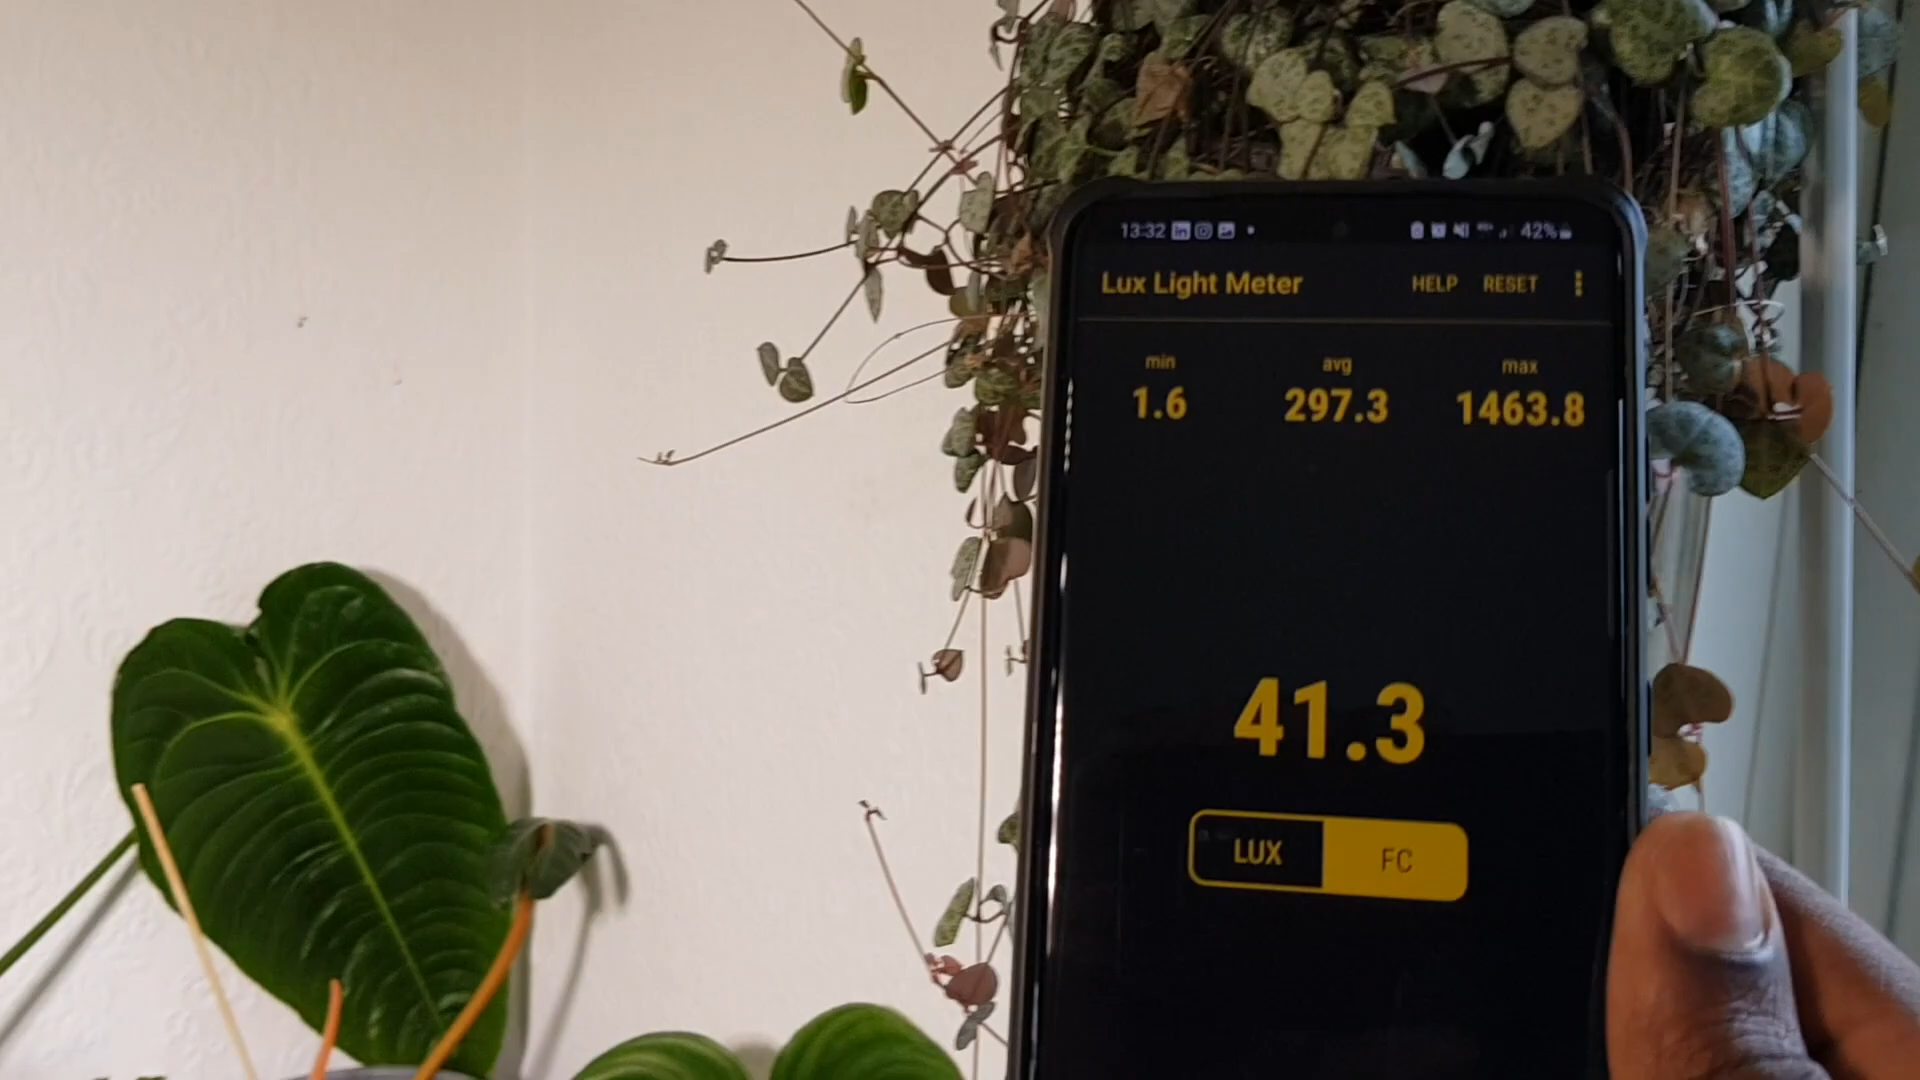 13:32 42%
Lux Light Meter HELP RESET
min avg max
1.6 297.3 1463.8
41.3
LUX FC